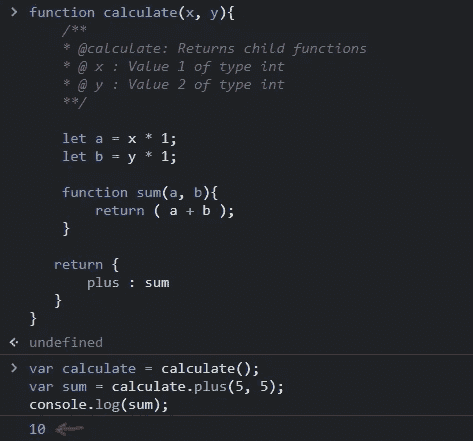 function calculate(x, y){
/**
* @calculate: Returns child functions
* @ x : Value 1 of type int
* @ y : Value 2 of type int
**/
let a = x * 1;
let b = y * 1;
function sum(a, b){
return ( a + b );
}
return {
plus : sum
}
}
undefined
var calculate = calculate();
var sum = calculate.plus(5, 5);
console.log(sum);
10